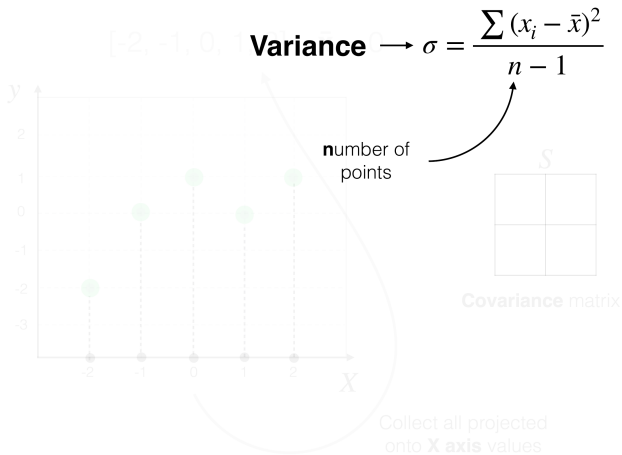 [-2, -1, 0, 1
Variance → σ = ∑ (xᵢ − x̄)² / n − 1
number of
points
y
2
1
0
-1
-2
-3
-2 -1 0 1 2
X
S
Covariance matrix
Collect all projected
onto X axis values